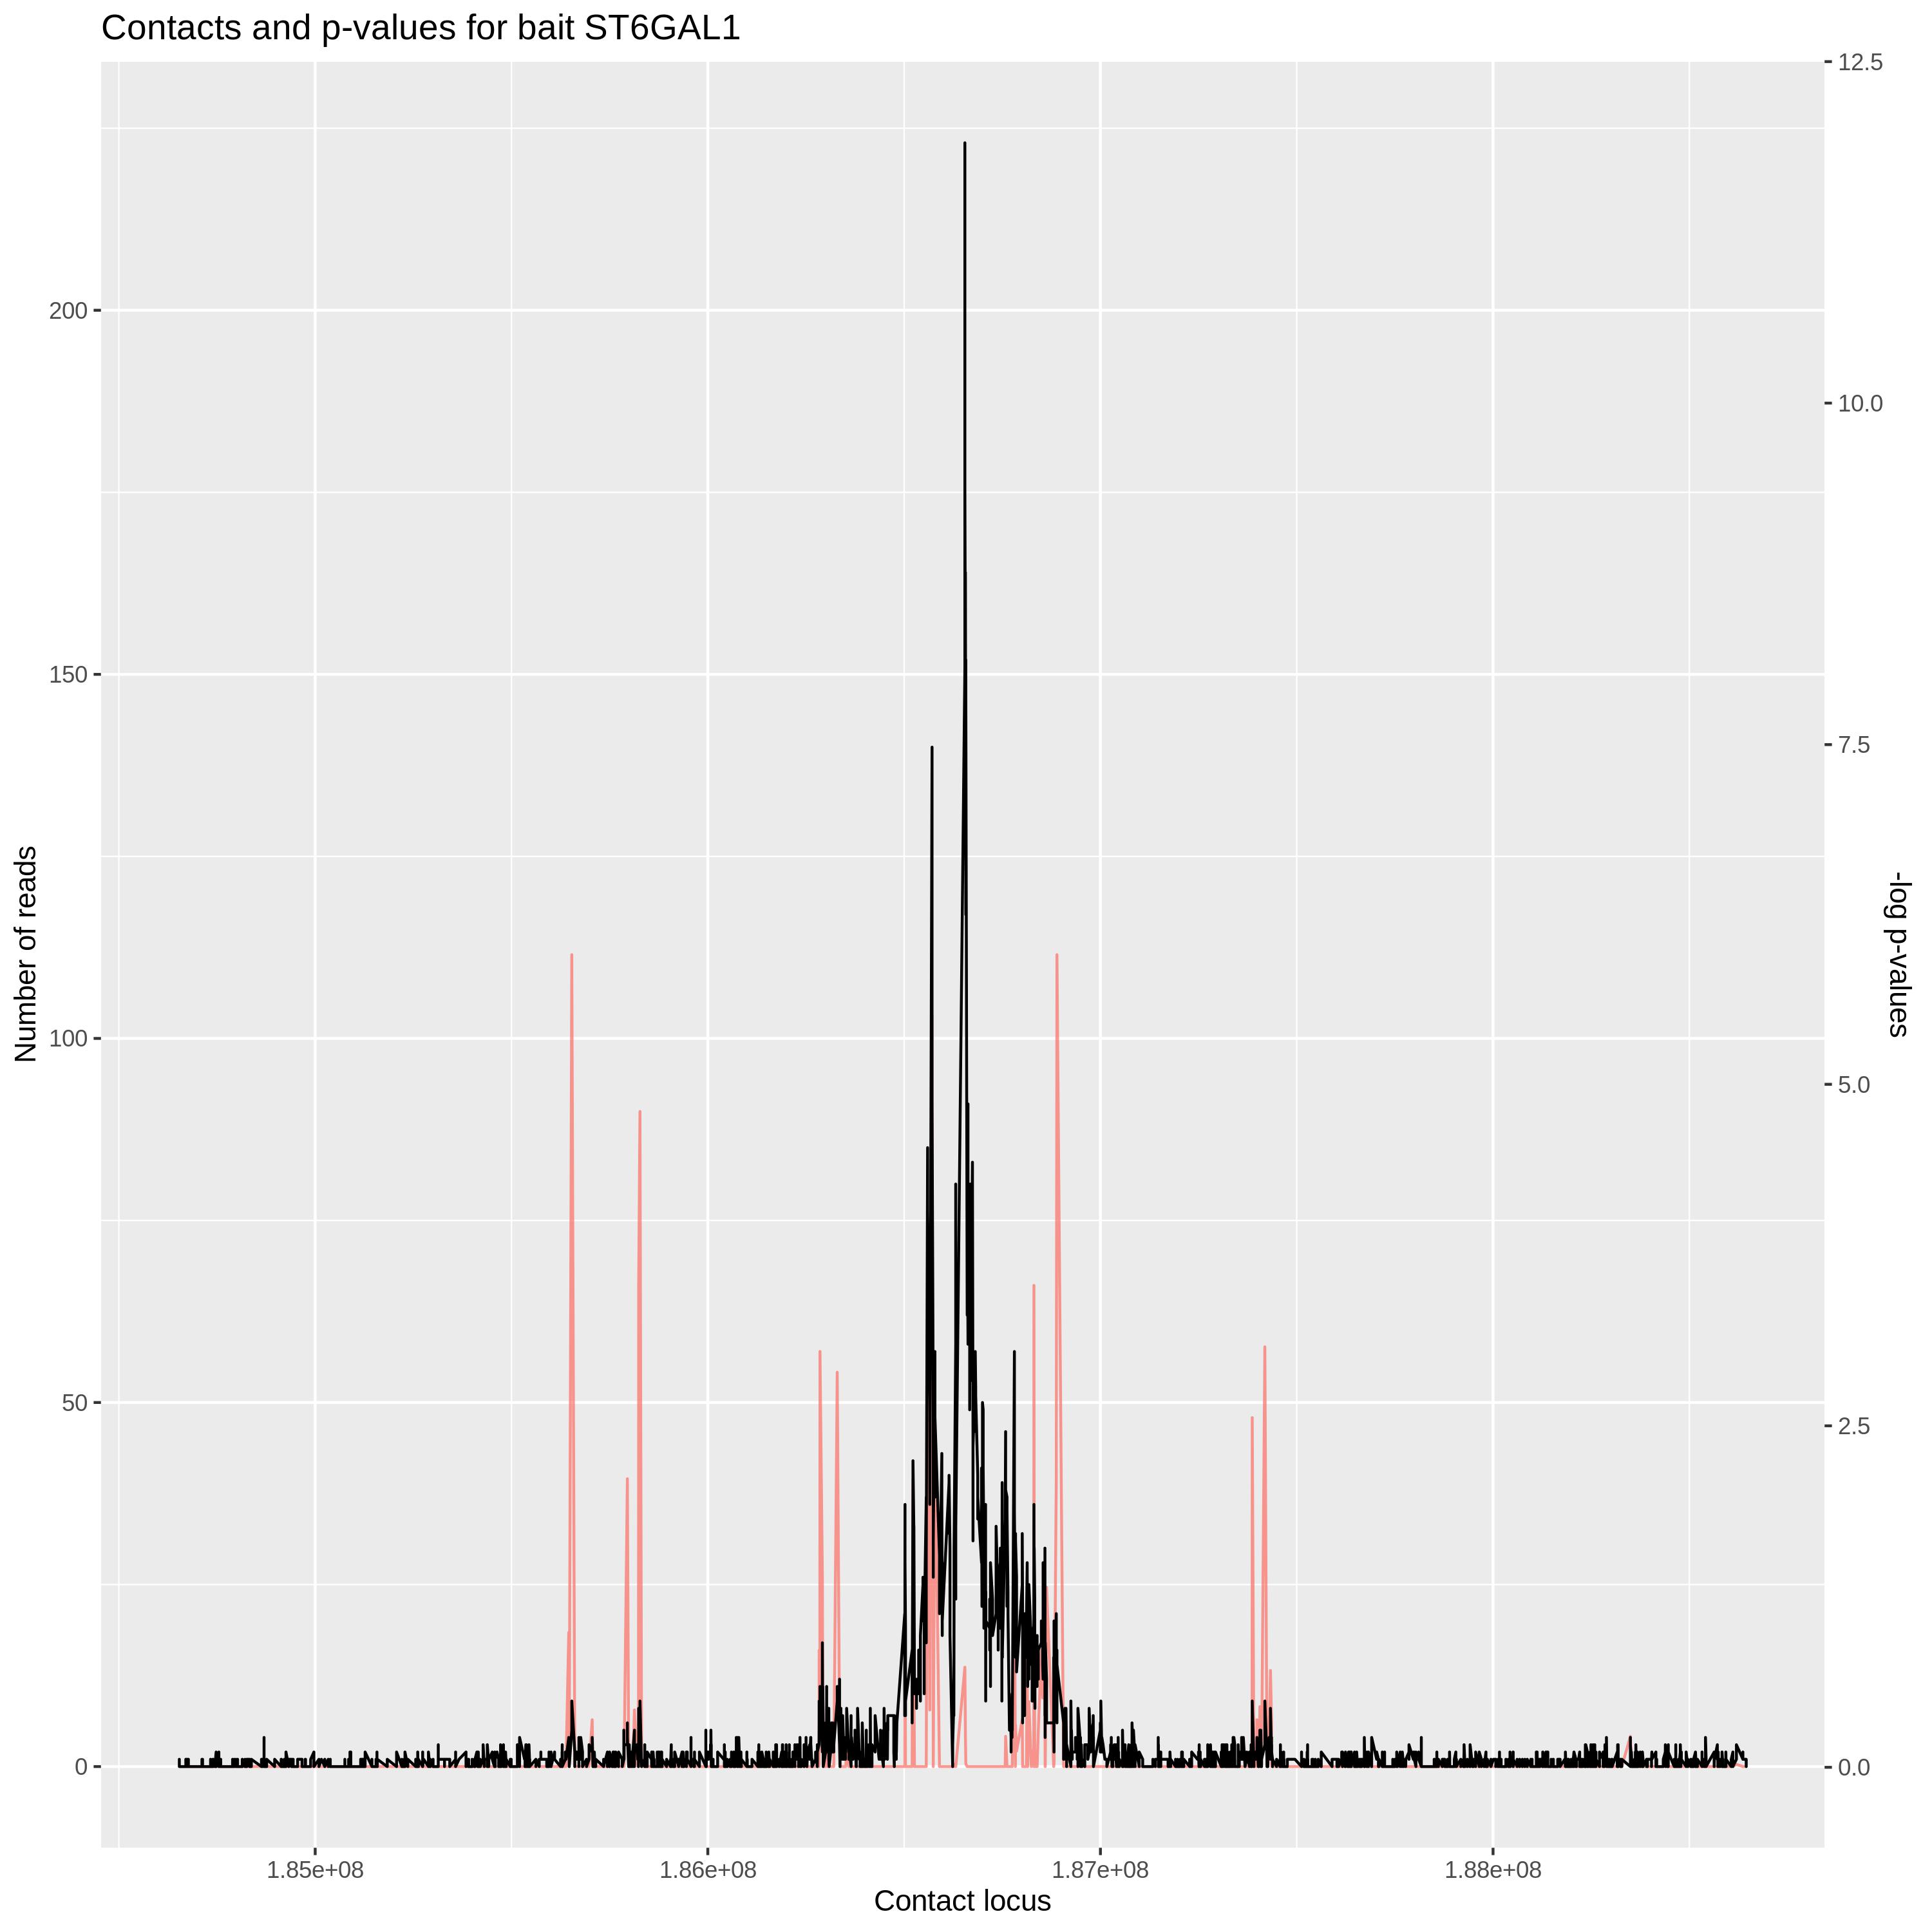 Contacts and p-values for bait ST6GAL1
12.5
10.0
7.5
5.0
2.5
0.0
200
150
100
50
0
Number of reads
-log p-values
1.85e+08
1.86e+08
1.87e+08
1.88e+08
Contact locus